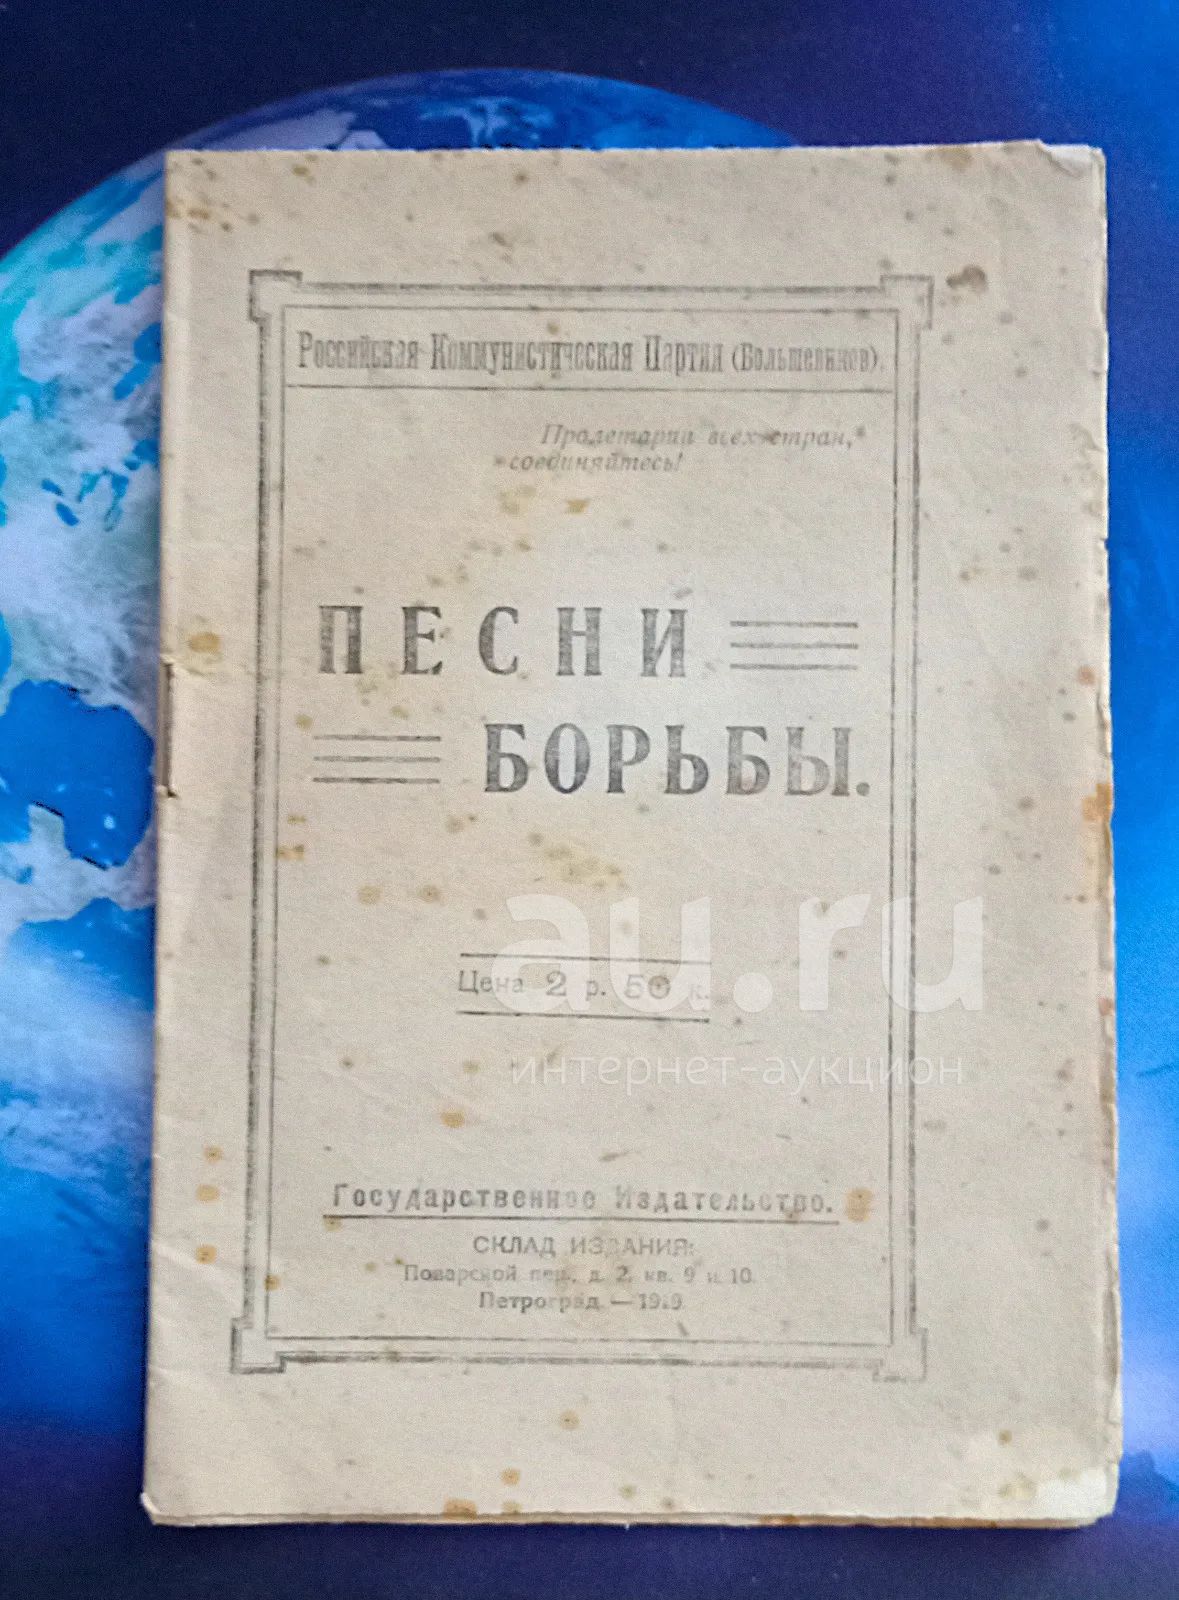 Российская Коммунистическая Партия (Большевиков).
Пролетарии всех стран,
соединяйтесь!
ПЕСНИ
БОРЬБЫ.
Цена 2 р. 50 к.
au.ru
интернет-аукцион
Государственное Издательство.
СКЛАД ИЗДАНИЯ:
Поварской пер., д. 2, кв. 9 и 10.
Петроград. — 1919